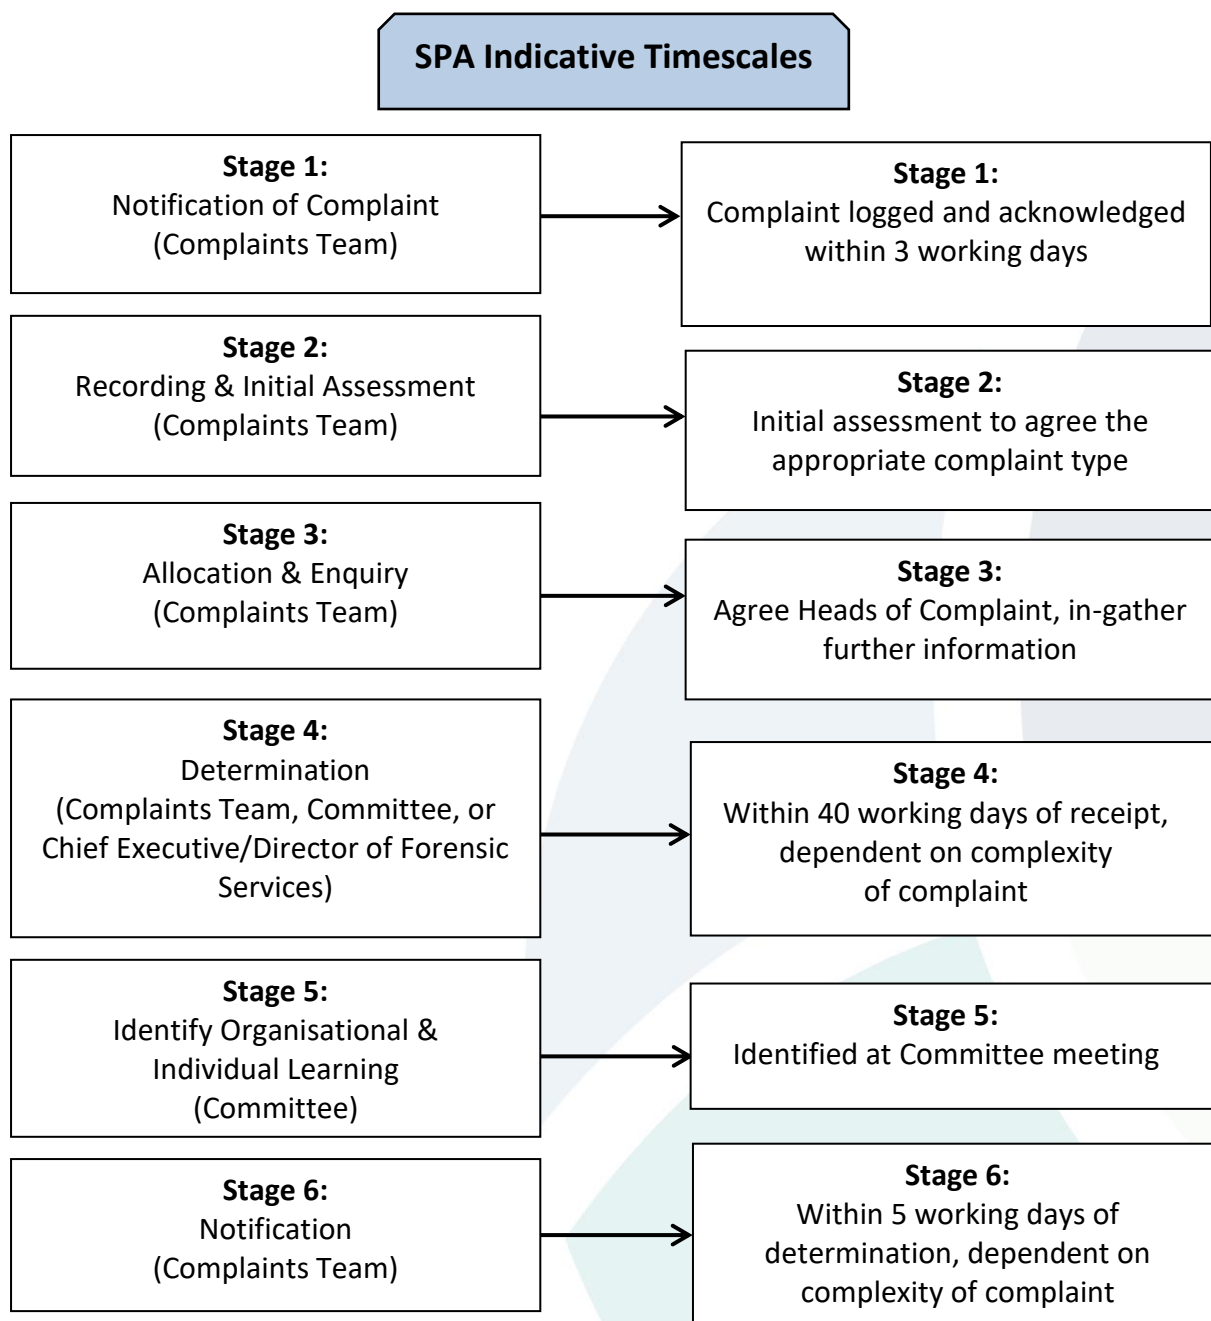 SPA Indicative Timescales
Stage 1:
Notification of Complaint
(Complaints Team)
Stage 1:
Complaint logged and acknowledged
within 3 working days
Stage 2:
Recording & Initial Assessment
(Complaints Team)
Stage 2:
Initial assessment to agree the
appropriate complaint type
Stage 3:
Allocation & Enquiry
(Complaints Team)
Stage 3:
Agree Heads of Complaint, in-gather
further information
Stage 4:
Determination
(Complaints Team, Committee, or
Chief Executive/Director of Forensic
Services)
Stage 4:
Within 40 working days of receipt,
dependent on complexity
of complaint
Stage 5:
Identify Organisational &
Individual Learning
(Committee)
Stage 5:
Identified at Committee meeting
Stage 6:
Notification
(Complaints Team)
Stage 6:
Within 5 working days of
determination, dependent on
complexity of complaint